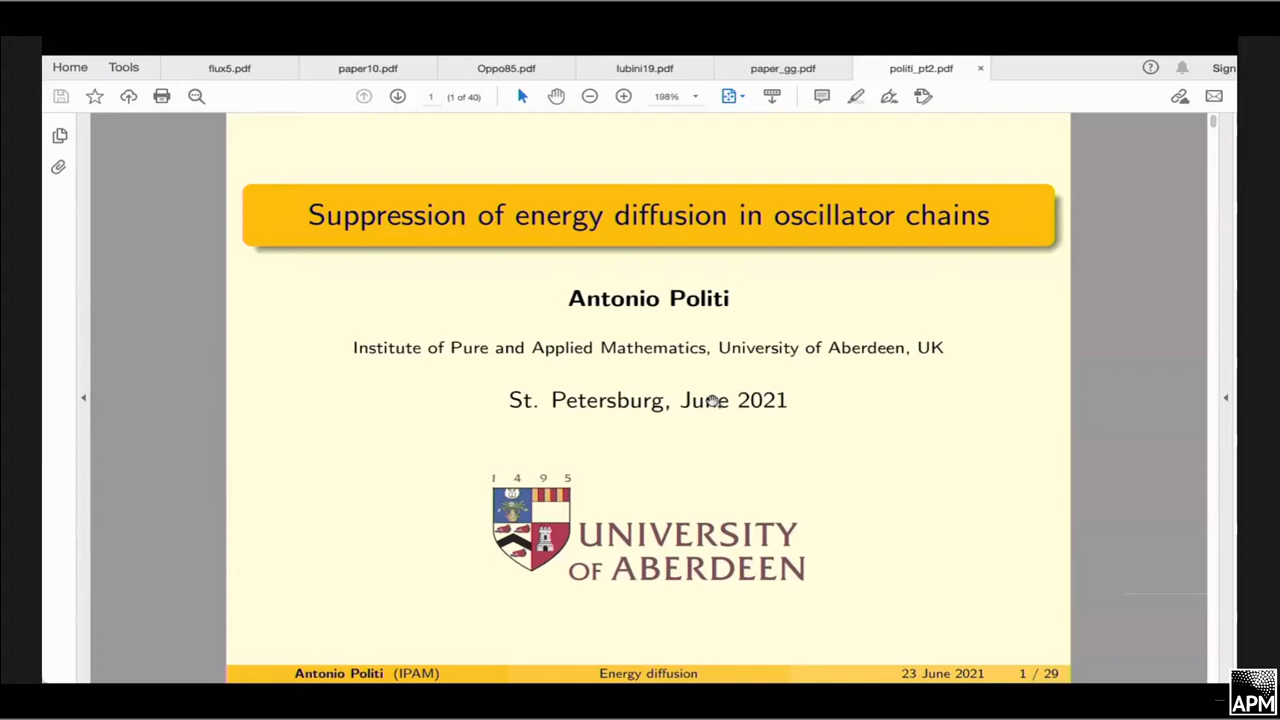 Home Tools flux5.pdf paper10.pdf Oppo85.pdf lubini19.pdf paper_gg.pdf politi_pt2.pdf × Sign
1 (1 of 40) 198%
Suppression of energy diffusion in oscillator chains
Antonio Politi
Institute of Pure and Applied Mathematics, University of Aberdeen, UK
St. Petersburg, June 2021
1 4 9 5
UNIVERSITY
OF ABERDEEN
Antonio Politi (IPAM) Energy diffusion 23 June 2021 1 / 29
APM